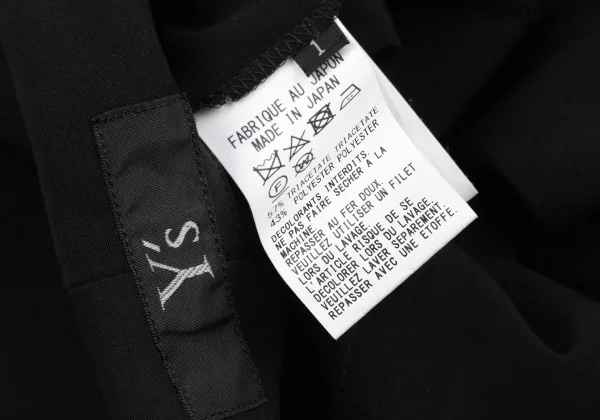 Y's
1
FABRIQUE AU JAPON
MADE IN JAPAN
57% TRIACETATE TRIACETATE
43% POLYESTER POLYESTER
DECOLORANTS INTERDITS.
NE PAS FAIRE SECHER A LA
MACHINE.
REPASSER AU FER DOUX.
VEUILLEZ UTILISER UN FILET
LORS DU LAVAGE.
L'ARTICLE RISQUE DE SE
DECOLORER LORS DU LAVAGE.
VEUILLEZ LAVER SEPAREMENT.
REPASSER AVEC UNE ETOFFE.